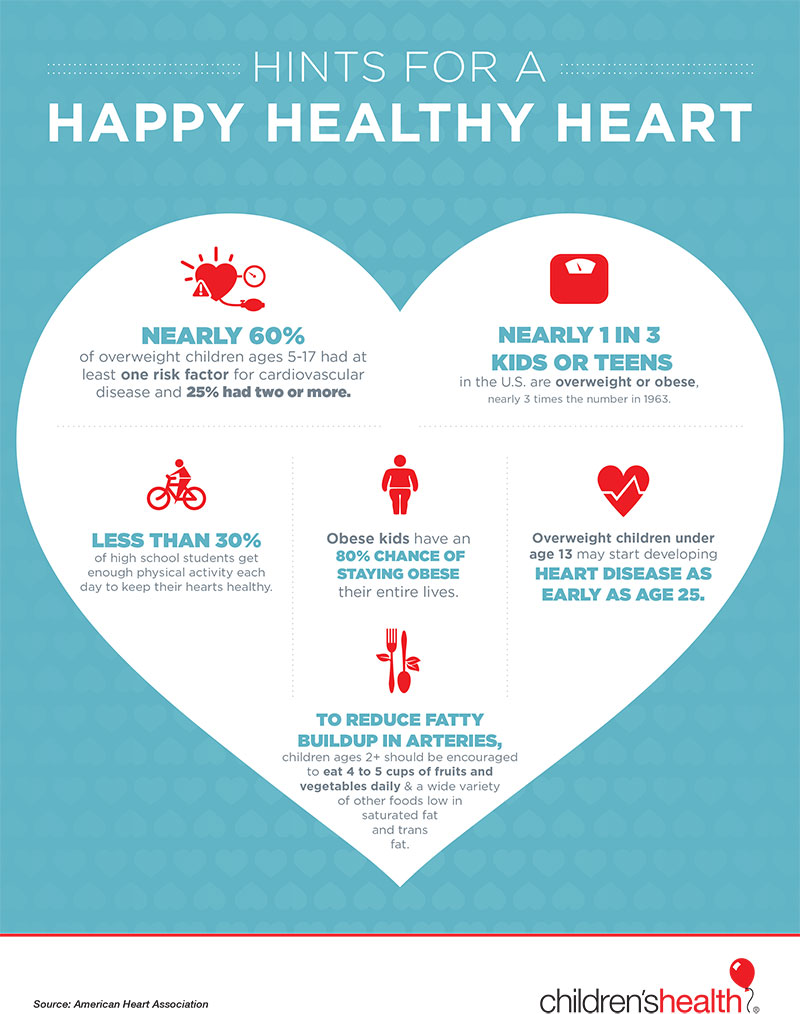 HINTS FOR A
HAPPY HEALTHY HEART
NEARLY 60%
of overweight children ages 5-17 had at
least one risk factor for cardiovascular
disease and 25% had two or more.
NEARLY 1 IN 3
KIDS OR TEENS
in the U.S. are overweight or obese,
nearly 3 times the number in 1963.
LESS THAN 30%
of high school students get
enough physical activity each
day to keep their hearts healthy.
Obese kids have an
80% CHANCE OF
STAYING OBESE
their entire lives.
Overweight children under
age 13 may start developing
HEART DISEASE AS
EARLY AS AGE 25.
TO REDUCE FATTY
BUILDUP IN ARTERIES,
children ages 2+ should be encouraged
to eat 4 to 5 cups of fruits and
vegetables daily & a wide variety
of other foods low in
saturated fat
and trans
fat.
Source: American Heart Association
children'shealth®